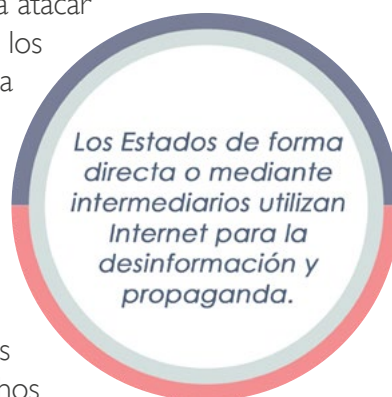 a atacar
los
a
Los Estados de forma
directa o mediante
intermediarios utilizan
Internet para la
desinformación y
propaganda.
s
nos